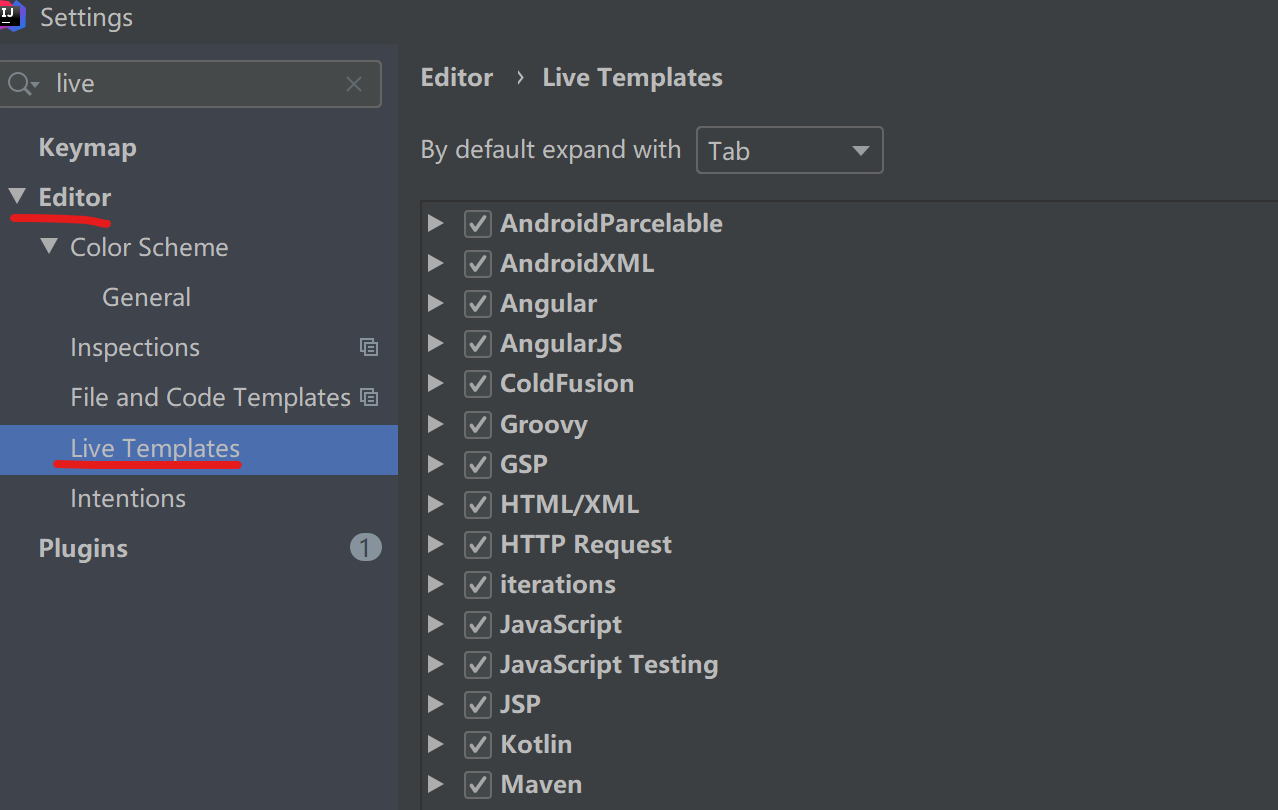 IJ
Settings
live
Keymap
Editor
Color Scheme
General
Inspections
File and Code Templates
Live Templates
Intentions
Plugins 1
Editor › Live Templates
By default expand with Tab
AndroidParcelable
AndroidXML
Angular
AngularJS
ColdFusion
Groovy
GSP
HTML/XML
HTTP Request
iterations
JavaScript
JavaScript Testing
JSP
Kotlin
Maven